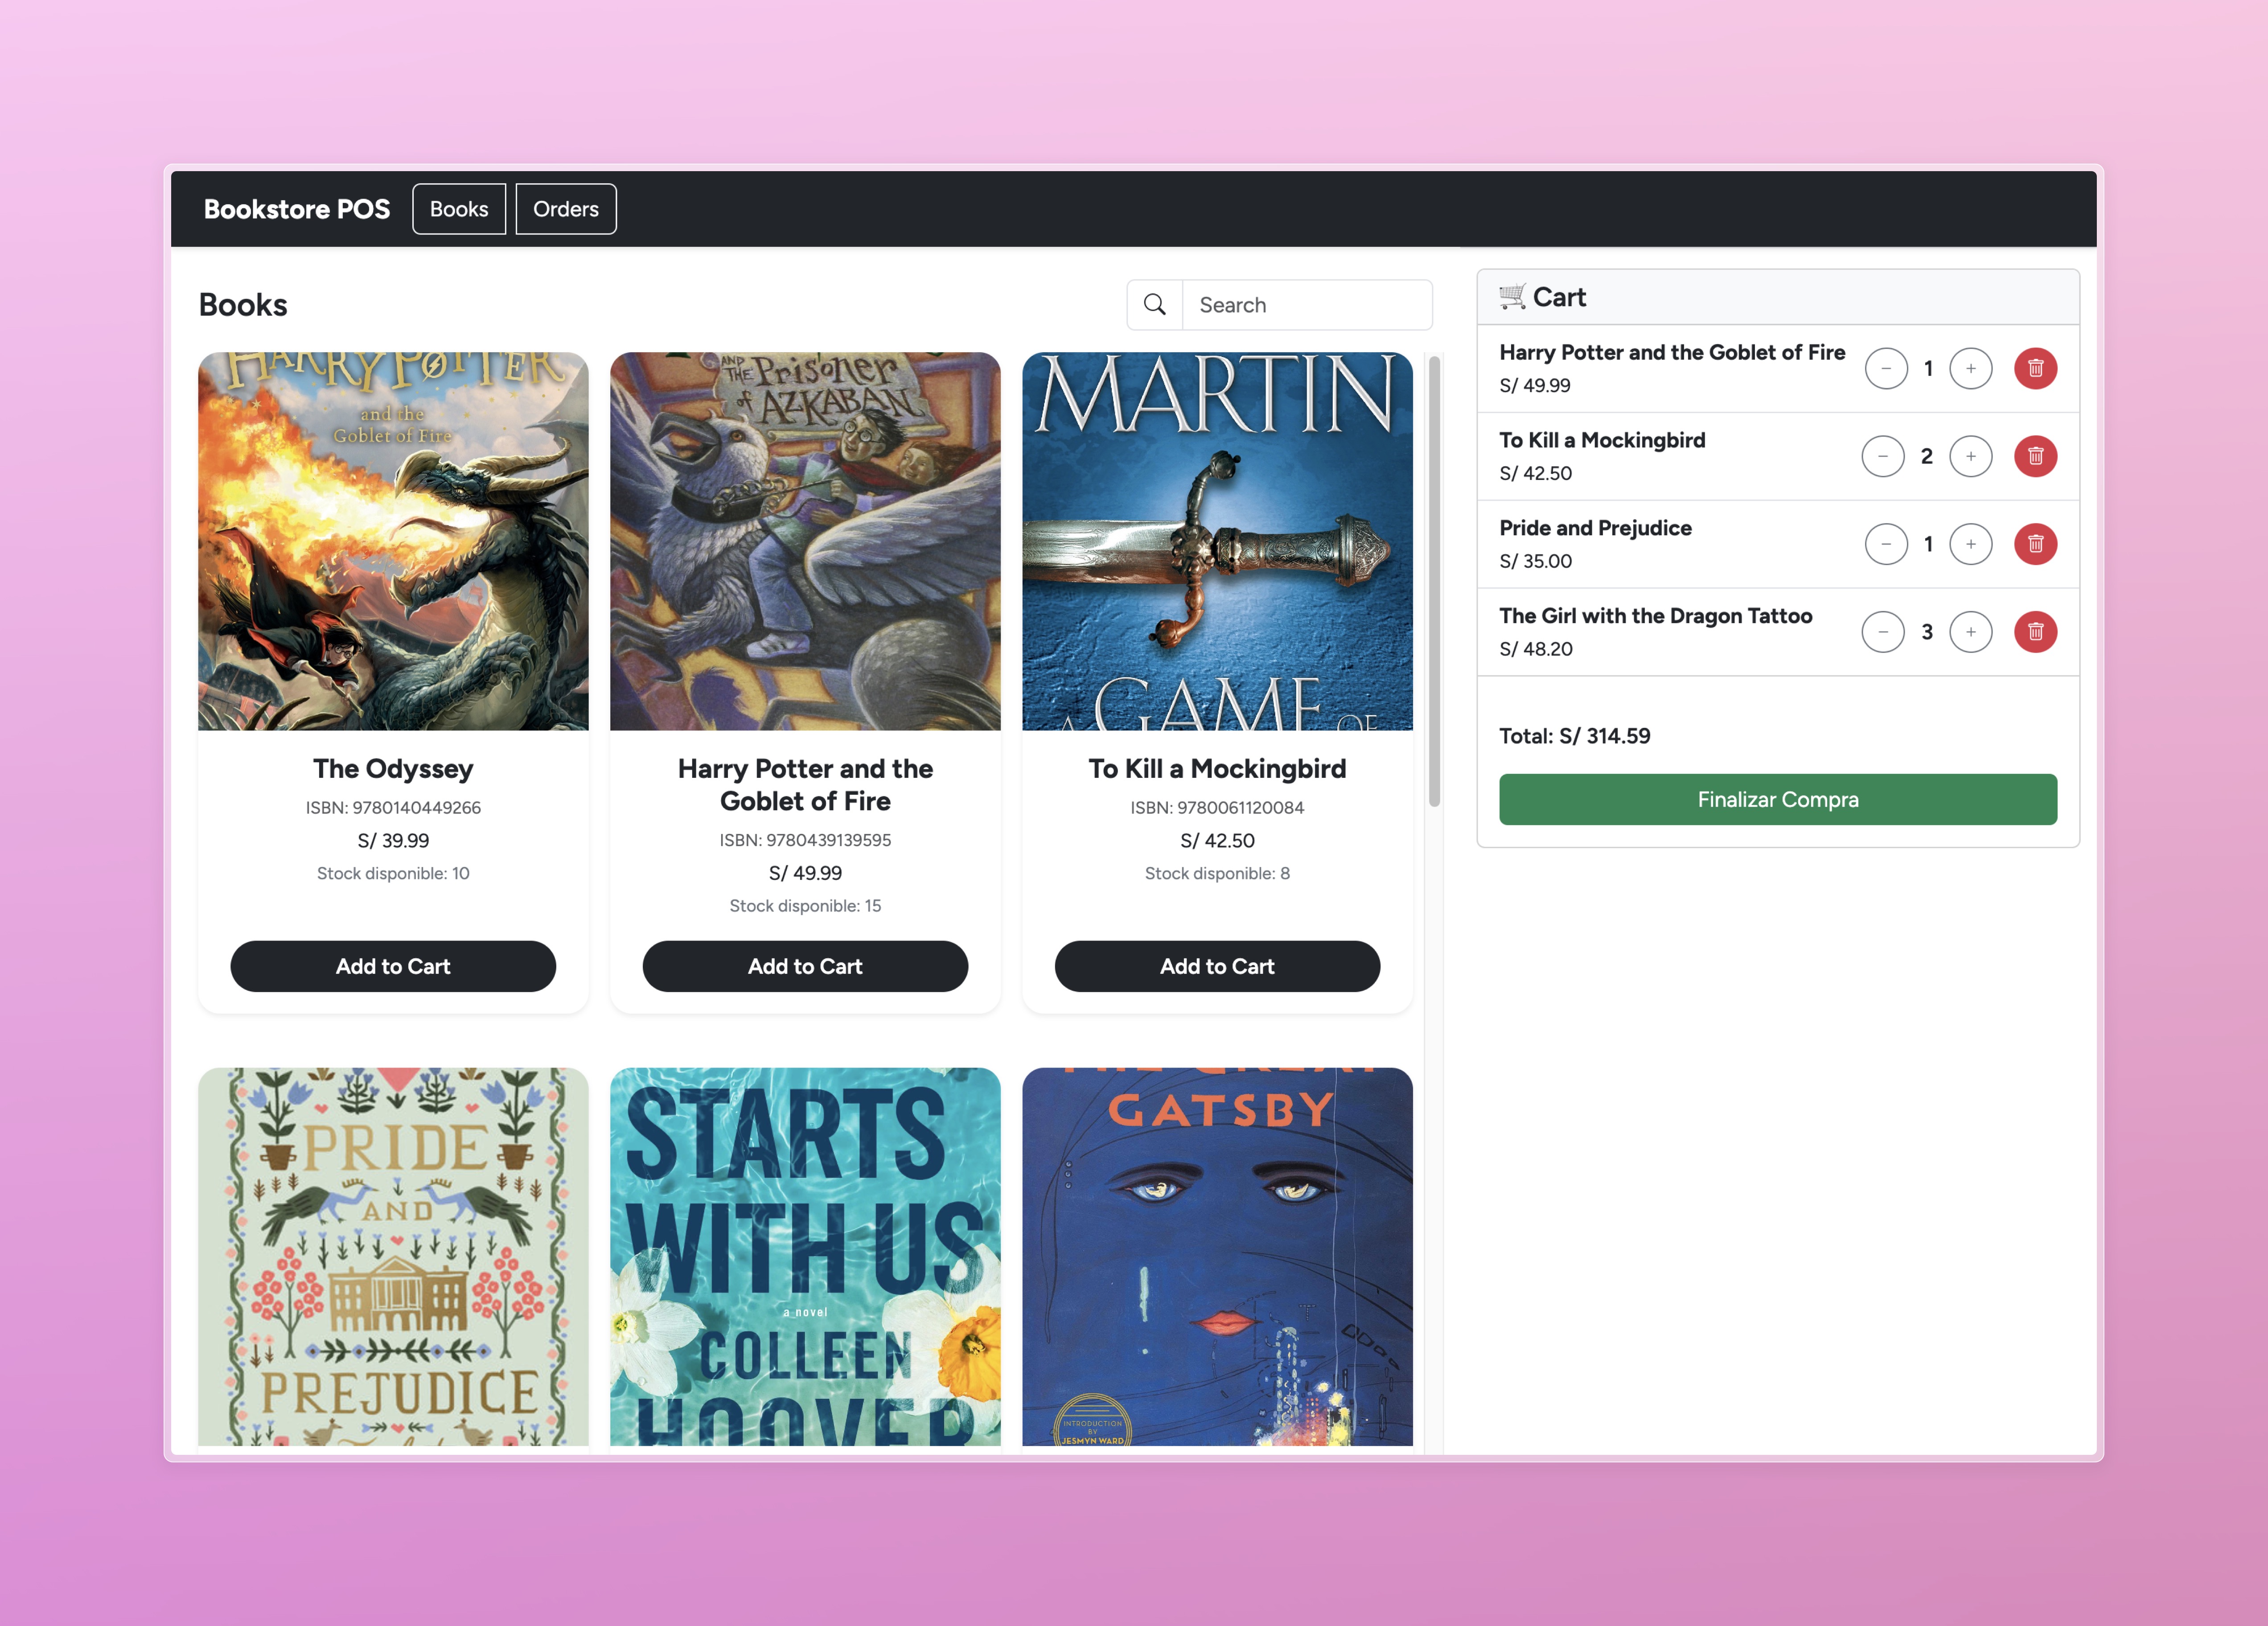 Bookstore POS
Books
Orders
Books
Search
HARRY POTTER
and the
Goblet of Fire
AND THE Prisoner
of AZKABAN
MARTIN
A GAME OF
The Odyssey
ISBN: 9780140449266
S/ 39.99
Stock disponible: 10
Add to Cart
Harry Potter and the
Goblet of Fire
ISBN: 9780439139595
S/ 49.99
Stock disponible: 15
Add to Cart
To Kill a Mockingbird
ISBN: 9780061120084
S/ 42.50
Stock disponible: 8
Add to Cart
PRIDE
AND
PREJUDICE
STARTS
WITH US
a novel
COLLEEN
HOOVER
THE GREAT
GATSBY
INTRODUCTION
BY
JESMYN WARD
Cart
Harry Potter and the Goblet of Fire
S/ 49.99
− 1 +
To Kill a Mockingbird
S/ 42.50
− 2 +
Pride and Prejudice
S/ 35.00
− 1 +
The Girl with the Dragon Tattoo
S/ 48.20
− 3 +
Total: S/ 314.59
Finalizar Compra